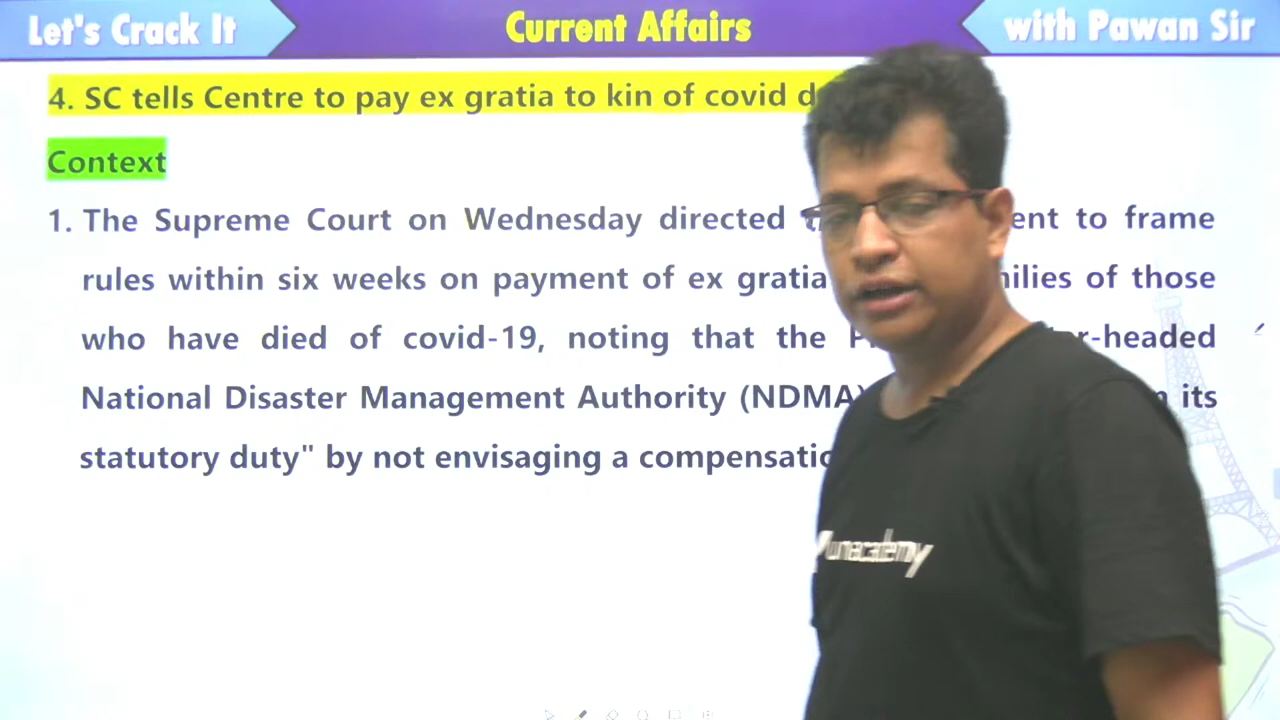 Let's Crack It
Current Affairs
with Pawan Sir
4. SC tells Centre to pay ex gratia to kin of covid
Context
1. The Supreme Court on Wednesday directed to frame
rules within six weeks on payment of ex gratia of those
who have died of covid-19, noting that the -headed
National Disaster Management Authority (NDMA) its
statutory duty" by not envisaging a
unacademy